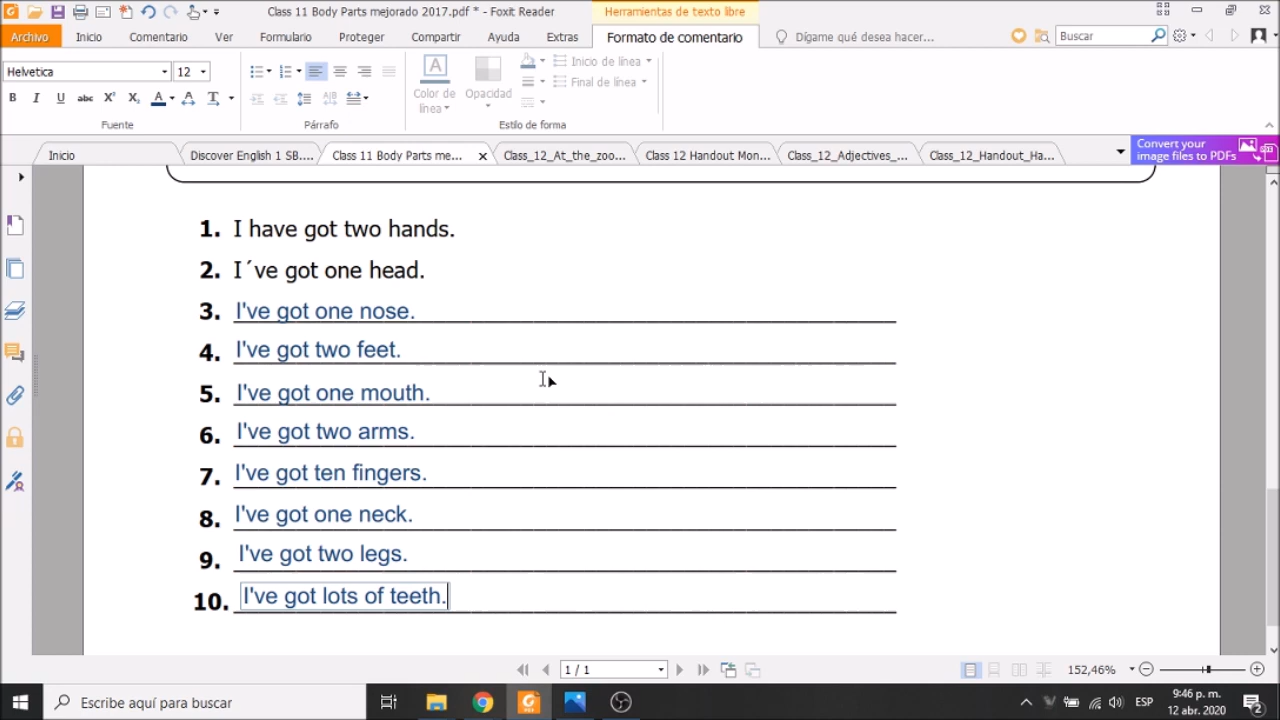 Class 11 Body Parts mejorado 2017.pdf * - Foxit Reader
Herramientas de texto libre
Archivo Inicio Comentario Ver Formulario Proteger Compartir Ayuda Extras Formato de comentario Dígame qué desea hacer... Buscar
Helvetica 12
Color de línea Opacidad Inicio de línea
Final de línea
Fuente Párrafo Estilo de forma
Inicio Discover English 1 SB.... Class 11 Body Parts me... Class_12_At_the_zoo... Class 12 Handout Mon... Class_12_Adjectives_... Class_12_Handout_Ha...
Convert your
image files to PDFs
1. I have got two hands.
2. I´ve got one head.
3. I've got one nose.
4. I've got two feet.
5. I've got one mouth.
6. I've got two arms.
7. I've got ten fingers.
8. I've got one neck.
9. I've got two legs.
10. I've got lots of teeth.
1 / 1 152,46%
Escribe aquí para buscar
ESP
9:46 p. m.
12 abr. 2020
2